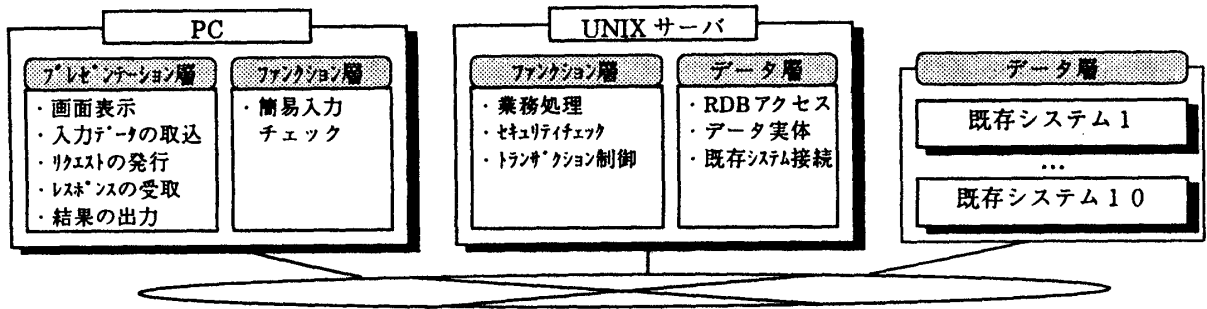 PC
プレゼンテーション層
・画面表示
・入力データの取込
・リクエストの発行
・レスポンスの受取
・結果の出力
ファンクション層
・簡易入力
チェック
UNIXサーバ
ファンクション層
・業務処理
・セキュリティチェック
・トランザクション制御
データ層
・RDBアクセス
・データ実体
・既存システム接続
データ層
既存システム1
…
既存システム10